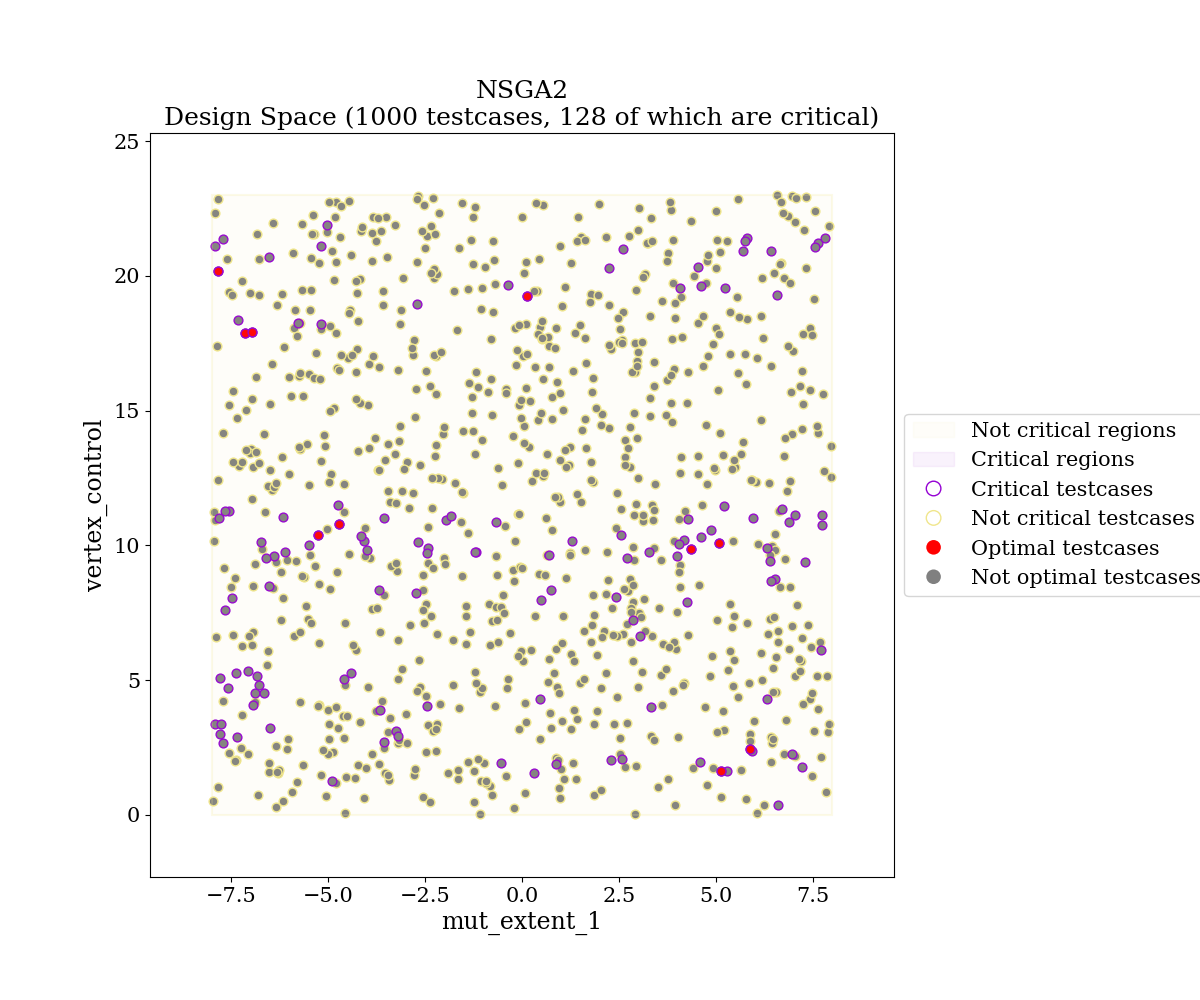 NSGA2
Design Space (1000 testcases, 128 of which are critical)
25
20
15
10
5
0
vertex_control
−7.5 −5.0 −2.5 0.0 2.5 5.0 7.5
mut_extent_1
Not critical regions
Critical regions
Critical testcases
Not critical testcases
Optimal testcases
Not optimal testcases